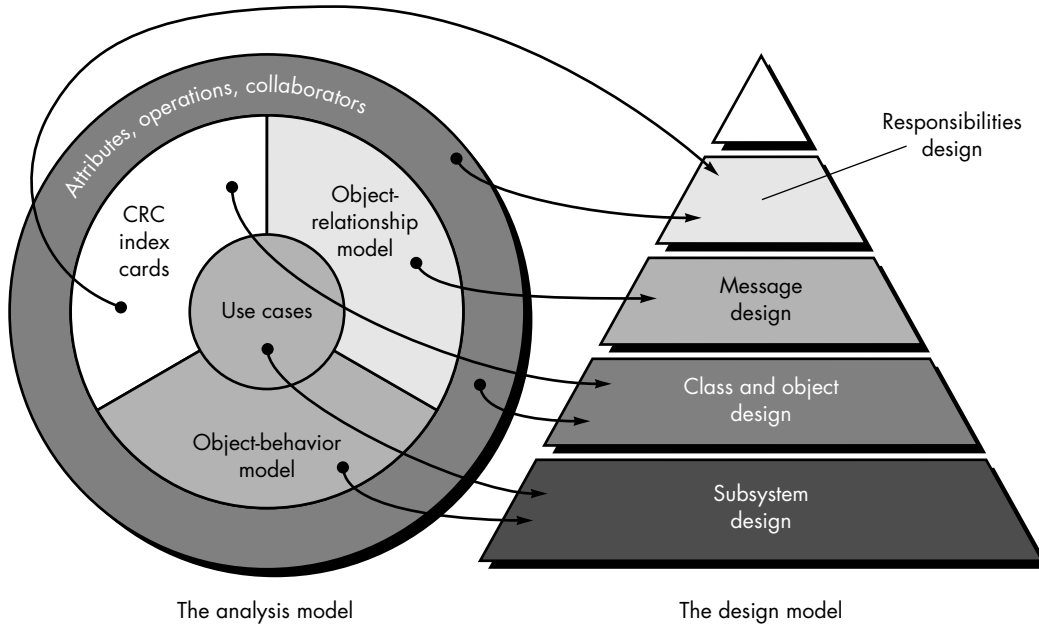 Attributes, operations, collaborators
CRC
index
cards
Object-
relationship
model
Use cases
Object-behavior
model
Responsibilities
design
Message
design
Class and object
design
Subsystem
design
The analysis model
The design model